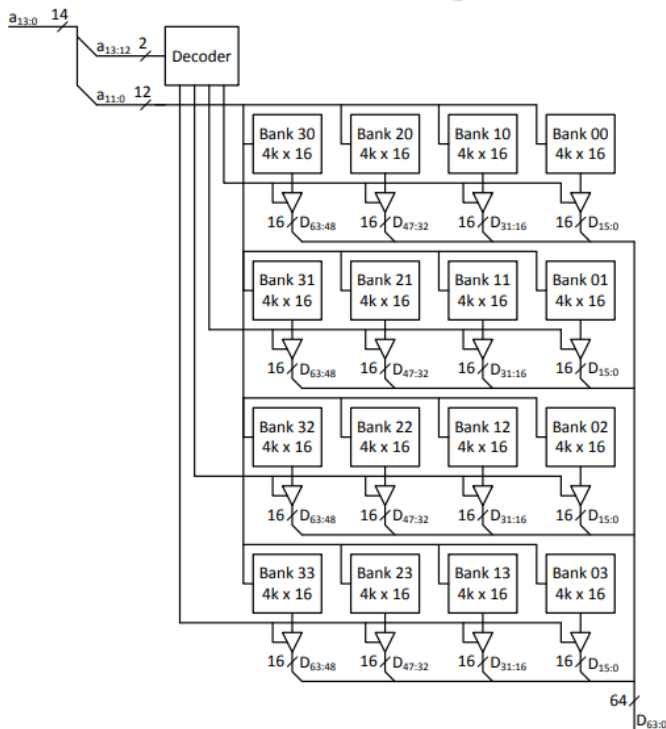 a13:0 14
a13:12 2 Decoder
a11:0 12
Bank 30 Bank 20 Bank 10 Bank 00
4k x 16 4k x 16 4k x 16 4k x 16
16 D63:48 16 D47:32 16 D31:16 16 D15:0
Bank 31 Bank 21 Bank 11 Bank 01
4k x 16 4k x 16 4k x 16 4k x 16
16 D63:48 16 D47:32 16 D31:16 16 D15:0
Bank 32 Bank 22 Bank 12 Bank 02
4k x 16 4k x 16 4k x 16 4k x 16
16 D63:48 16 D47:32 16 D31:16 16 D15:0
Bank 33 Bank 23 Bank 13 Bank 03
4k x 16 4k x 16 4k x 16 4k x 16
16 D63:48 16 D47:32 16 D31:16 16 D15:0
64
D63:0